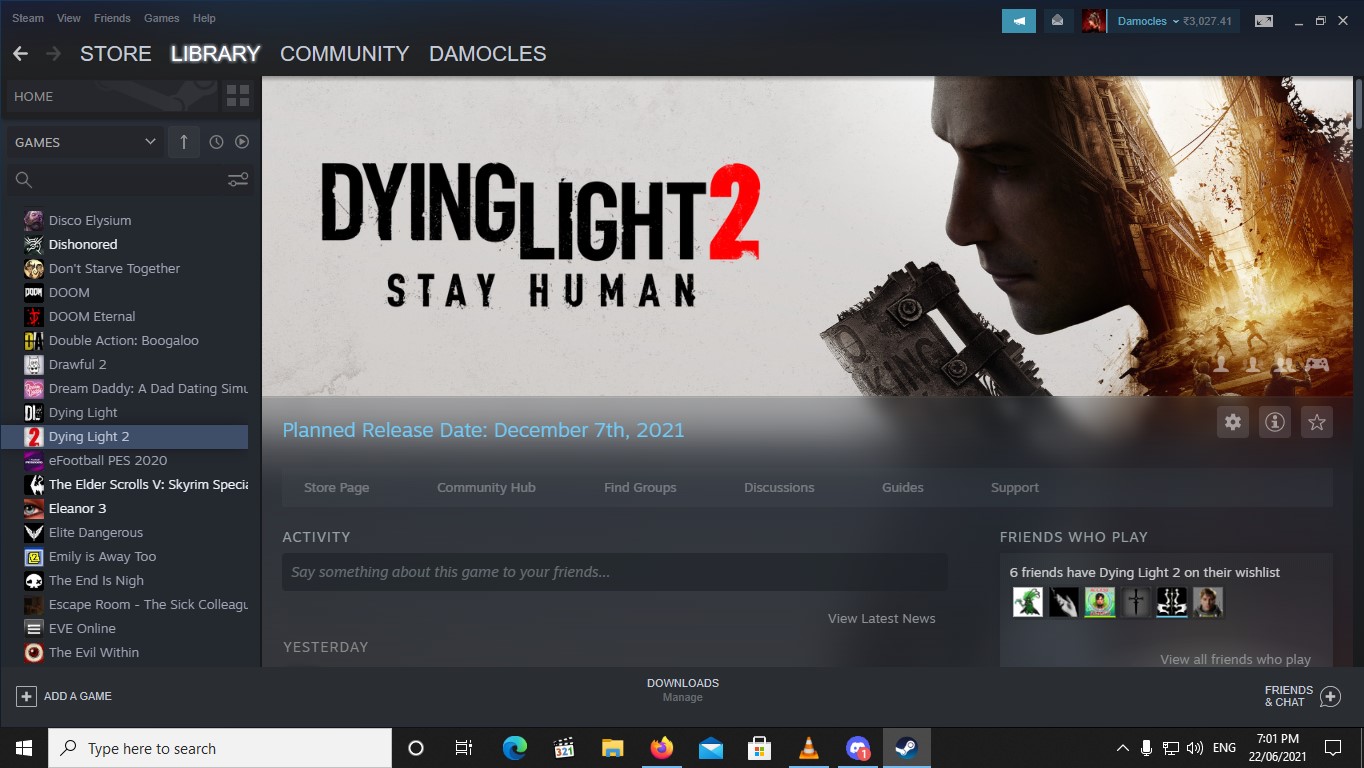 Steam View Friends Games Help
Damocles ₹3,027.41
STORE LIBRARY COMMUNITY DAMOCLES
HOME
GAMES
Disco Elysium
Dishonored
Don't Starve Together
DOOM
DOOM Eternal
Double Action: Boogaloo
Drawful 2
Dream Daddy: A Dad Dating Simu
Dying Light
Dying Light 2
eFootball PES 2020
The Elder Scrolls V: Skyrim Specia
Eleanor 3
Elite Dangerous
Emily is Away Too
The End Is Nigh
Escape Room - The Sick Colleagu
EVE Online
The Evil Within
ADD A GAME
DYING LIGHT 2
STAY HUMAN
KING
Planned Release Date: December 7th, 2021
Store Page Community Hub Find Groups Discussions Guides Support
ACTIVITY
Say something about this game to your friends...
View Latest News
YESTERDAY
FRIENDS WHO PLAY
6 friends have Dying Light 2 on their wishlist
View all friends who play
DOWNLOADS
Manage
FRIENDS
& CHAT
Type here to search
321
1
ENG
7:01 PM
22/06/2021